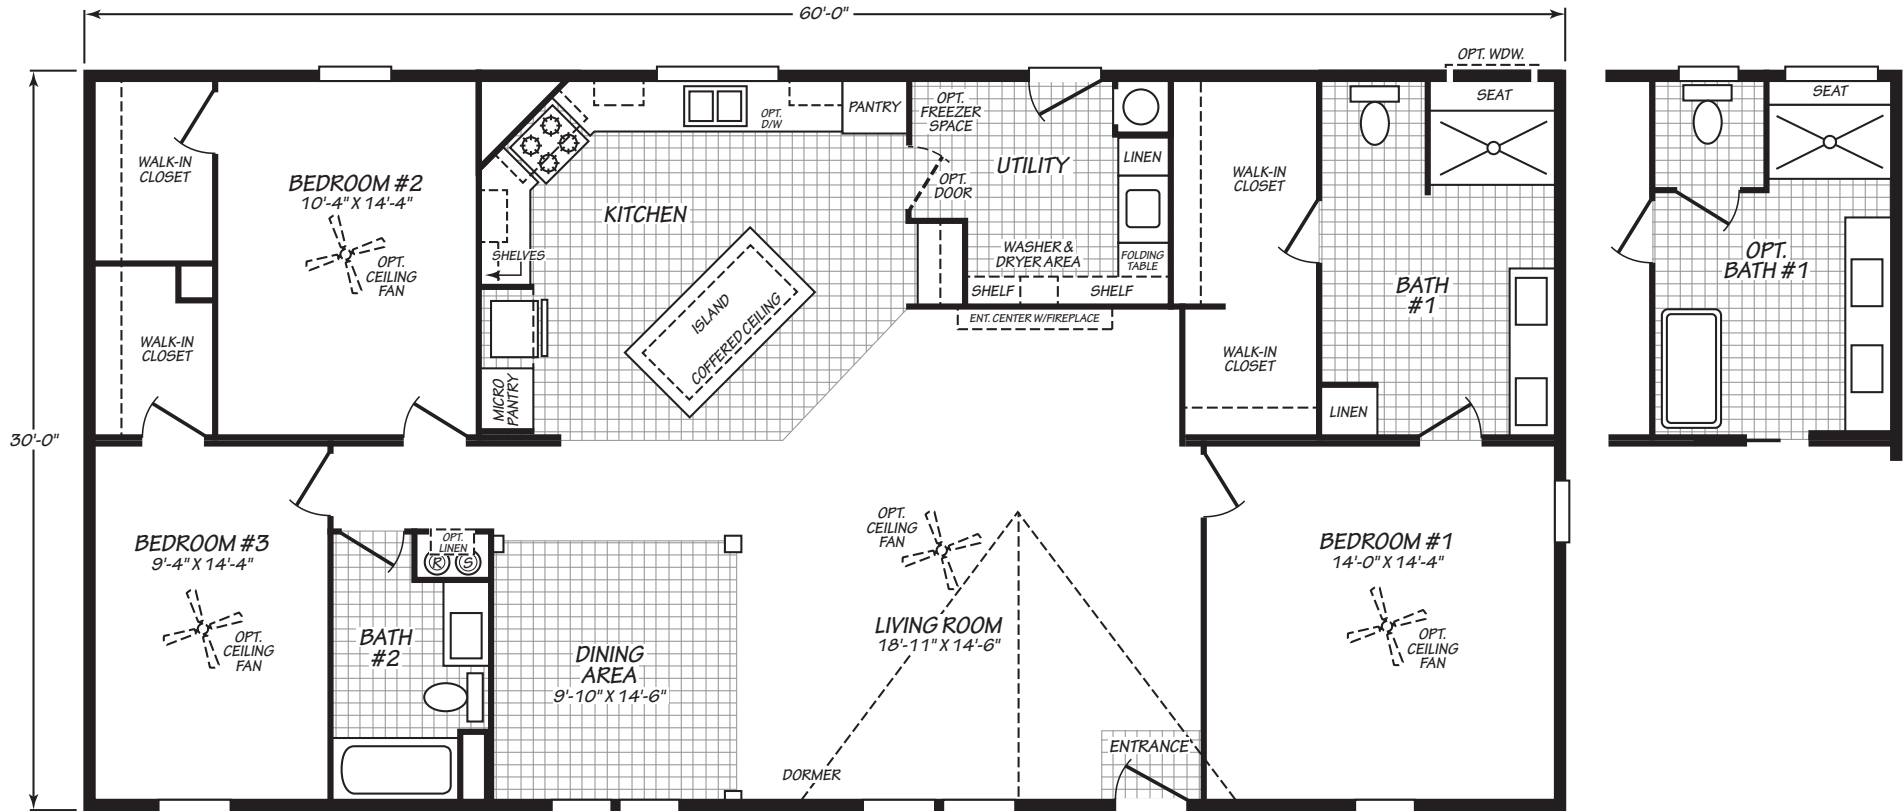 60'-0"
30'-0"
WALK-IN
CLOSET
BEDROOM #2
10'-4" X 14'-4"
OPT.
CEILING
FAN
WALK-IN
CLOSET
OPT.
D/W
PANTRY
KITCHEN
SHELVES
ISLAND
COFFERED CEILING
MICRO
PANTRY
OPT.
FREEZER
SPACE
OPT.
DOOR
UTILITY
LINEN
WASHER &
DRYER AREA
FOLDING
TABLE
SHELF
SHELF
ENT. CENTER W/FIREPLACE
WALK-IN
CLOSET
WALK-IN
CLOSET
OPT. WDW.
SEAT
BATH
#1
LINEN
SEAT
OPT.
BATH #1
BEDROOM #3
9'-4" X 14'-4"
OPT.
CEILING
FAN
OPT.
LINEN
R
S
BATH
#2
DINING
AREA
9'-10" X 14'-6"
OPT.
CEILING
FAN
LIVING ROOM
18'-11" X 14'-6"
DORMER
ENTRANCE
BEDROOM #1
14'-0" X 14'-4"
OPT.
CEILING
FAN